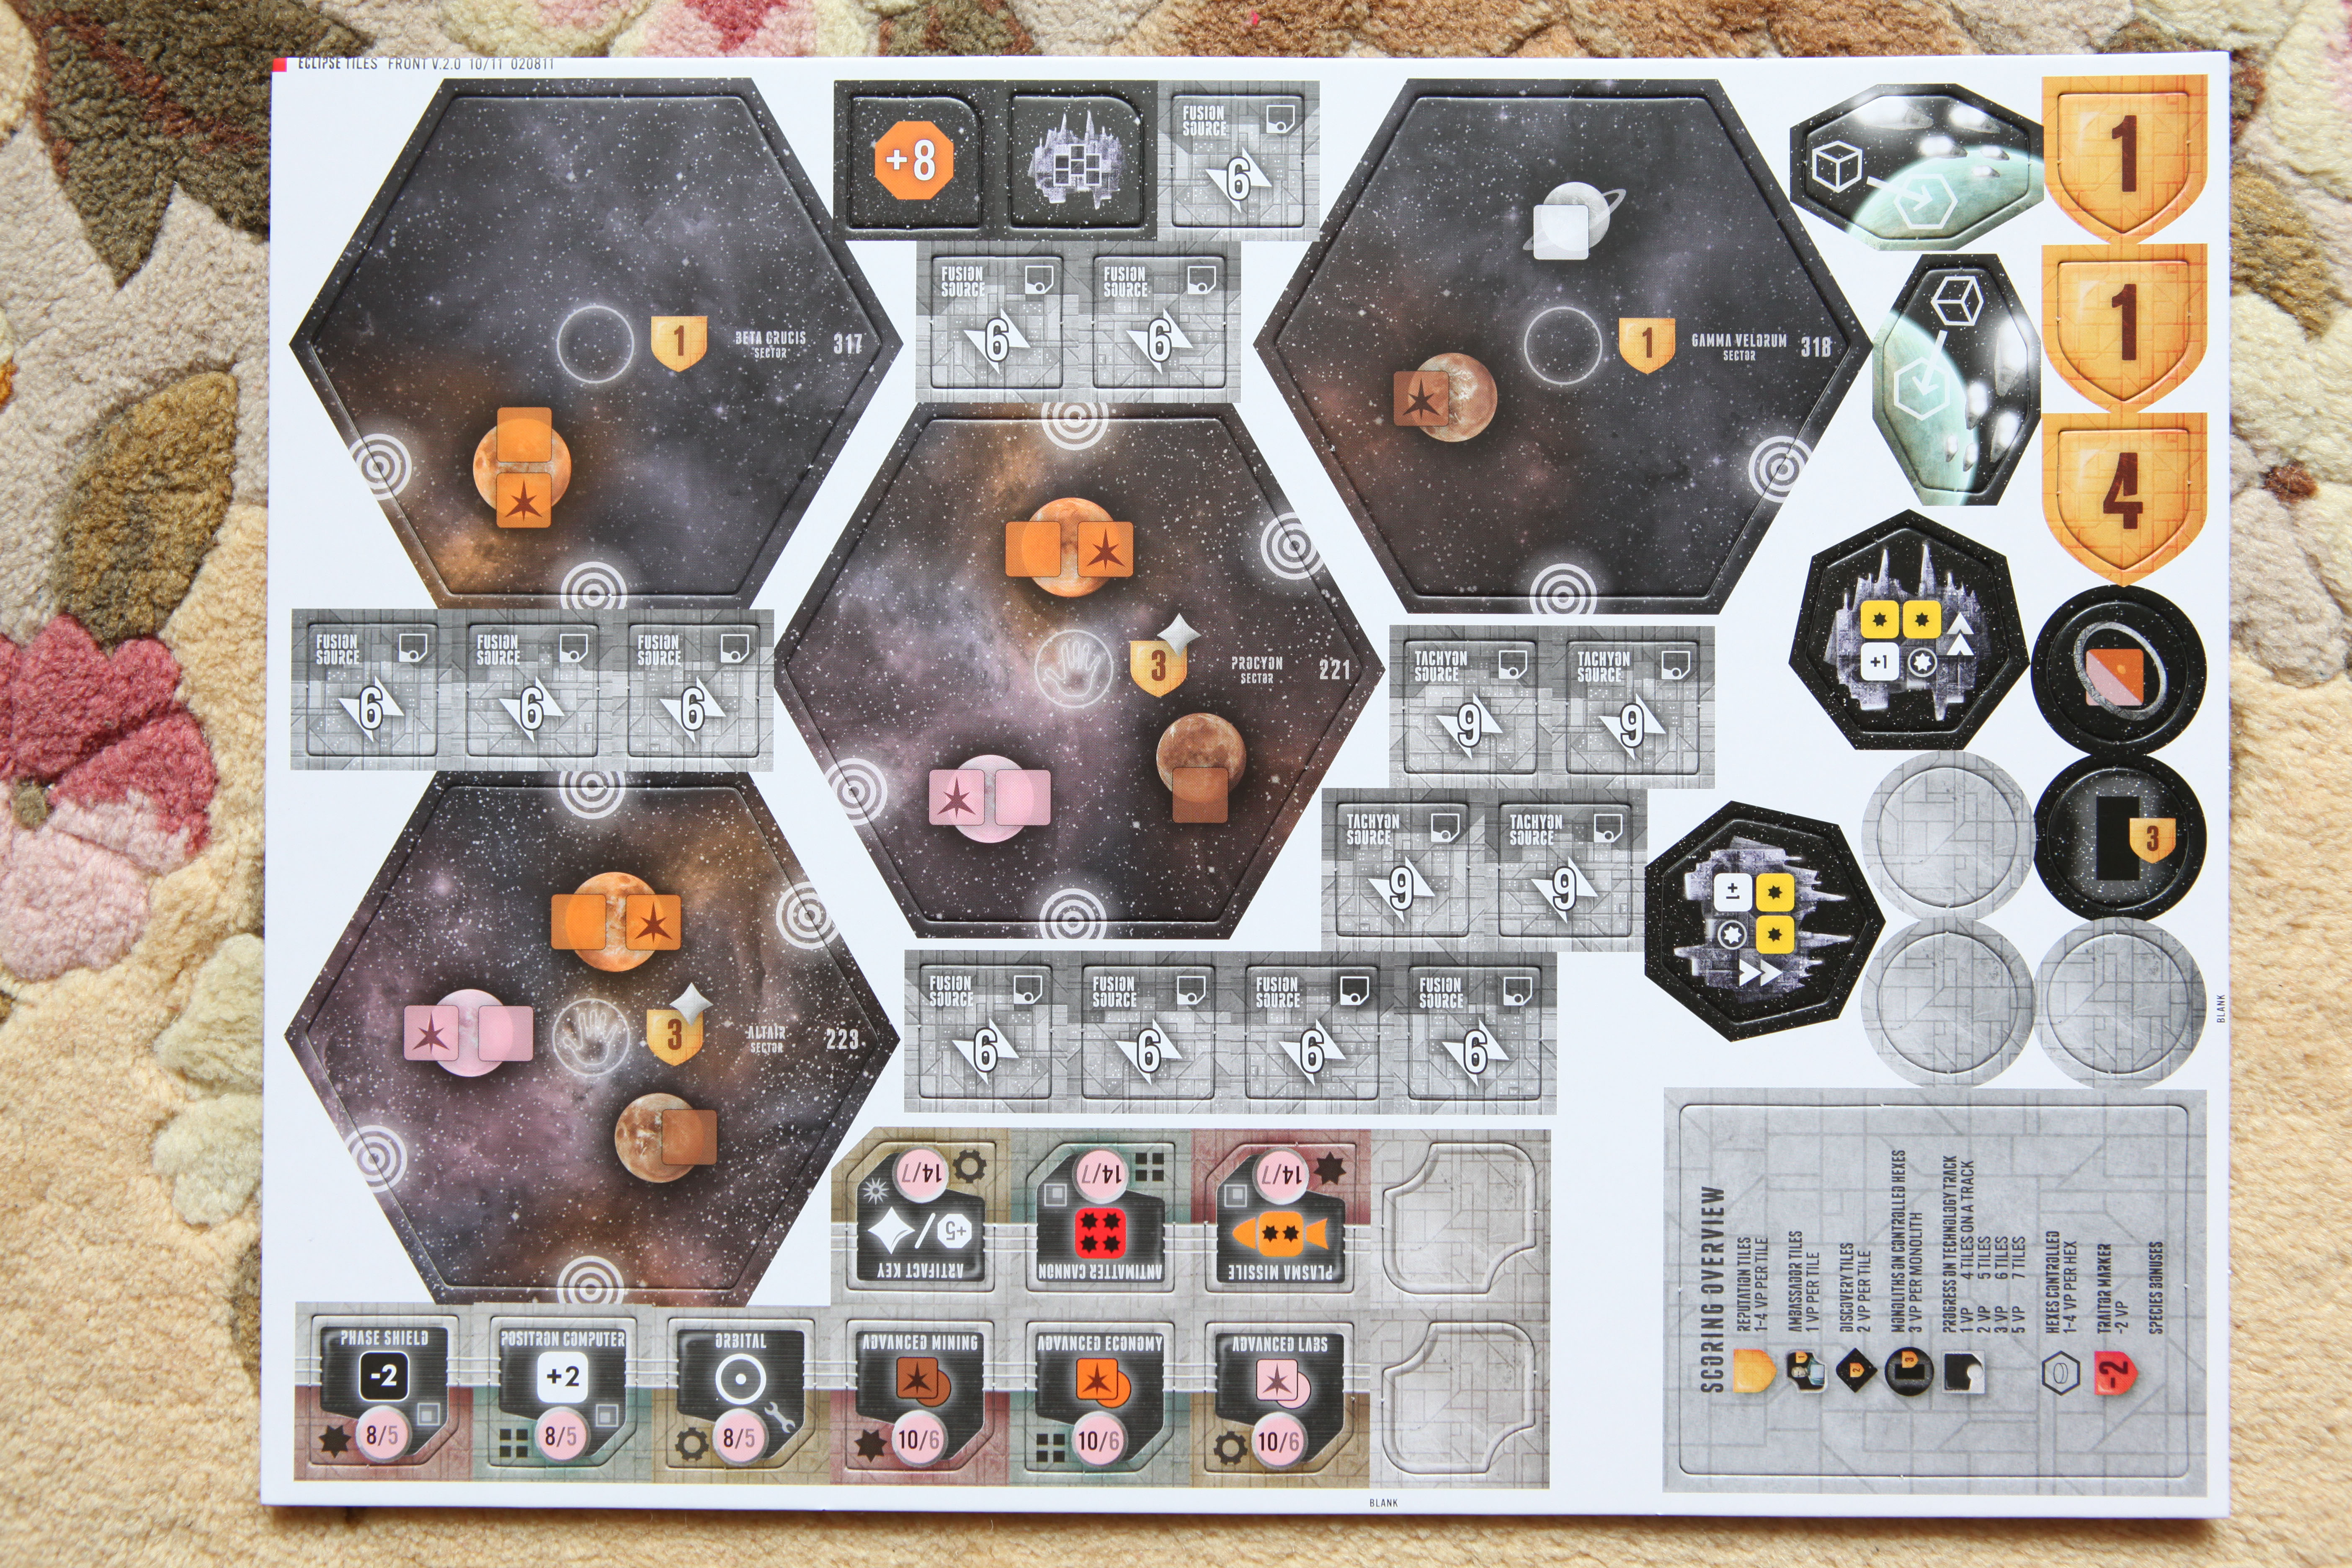 ECLIPSE TILES FRONT V.2.0 10/11 020811
+8
FUSION
SOURCE
6
FUSION
SOURCE
6
FUSION
SOURCE
6
1
BETA CRUCIS
SECTOR
317
1
GAMMA VELORUM
SECTOR
318
1
1
4
FUSION
SOURCE
6
FUSION
SOURCE
6
FUSION
SOURCE
6
3
PROCYON
SECTOR
221
TACHYON
SOURCE
9
TACHYON
SOURCE
9
TACHYON
SOURCE
9
TACHYON
SOURCE
9
+1
+1
3
3
ALTAIR
SECTOR
223
FUSION
SOURCE
6
FUSION
SOURCE
6
FUSION
SOURCE
6
FUSION
SOURCE
6
BLANK
14/7
+5
ARTIFACT KEY
14/7
ANTIMATTER CANNON
14/7
PLASMA MISSILE
PHASE SHIELD
-2
8/5
POSITRON COMPUTER
+2
8/5
ORBITAL
8/5
ADVANCED MINING
10/6
ADVANCED ECONOMY
10/6
ADVANCED LABS
10/6
BLANK
SCORING OVERVIEW
REPUTATION TILES
1-4 VP PER TILE
1
AMBASSADOR TILES
1 VP PER TILE
2
DISCOVERY TILES
2 VP PER TILE
3
MONOLITHS ON CONTROLLED HEXES
3 VP PER MONOLITH
PROGRESS ON TECHNOLOGY TRACK
1 VP 4 TILES ON A TRACK
2 VP 5 TILES
3 VP 6 TILES
5 VP 7 TILES
HEXES CONTROLLED
1-4 VP PER HEX
-2
TRAITOR MARKER
-2 VP
SPECIES BONUSES